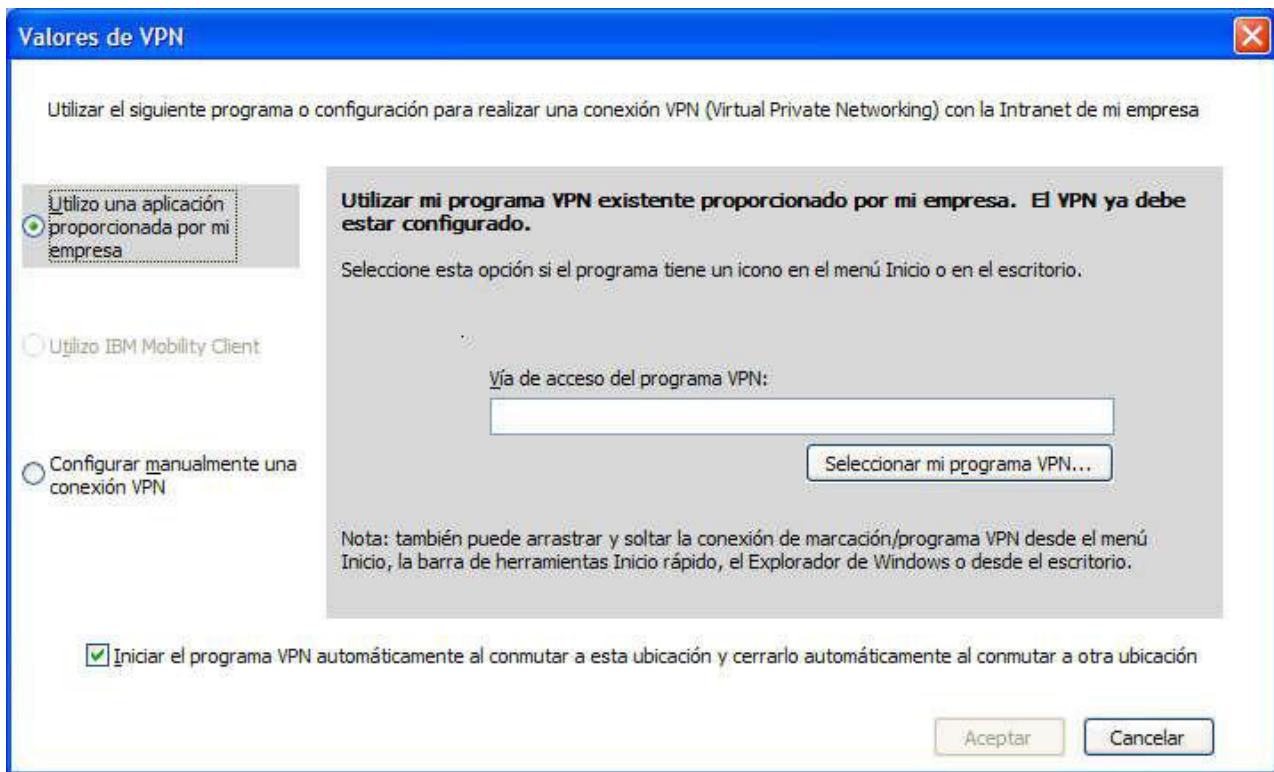 Valores de VPN
Utilizar el siguiente programa o configuración para realizar una conexión VPN (Virtual Private Networking) con la Intranet de mi empresa
Utilizo una aplicación
proporcionada por mi
empresa
Utilizo IBM Mobility Client
Configurar manualmente una
conexión VPN
Utilizar mi programa VPN existente proporcionado por mi empresa. El VPN ya debe
estar configurado.
Seleccione esta opción si el programa tiene un icono en el menú Inicio o en el escritorio.
Vía de acceso del programa VPN:
Seleccionar mi programa VPN...
Nota: también puede arrastrar y soltar la conexión de marcación/programa VPN desde el menú
Inicio, la barra de herramientas Inicio rápido, el Explorador de Windows o desde el escritorio.
Iniciar el programa VPN automáticamente al conmutar a esta ubicación y cerrarlo automáticamente al conmutar a otra ubicación
Aceptar
Cancelar